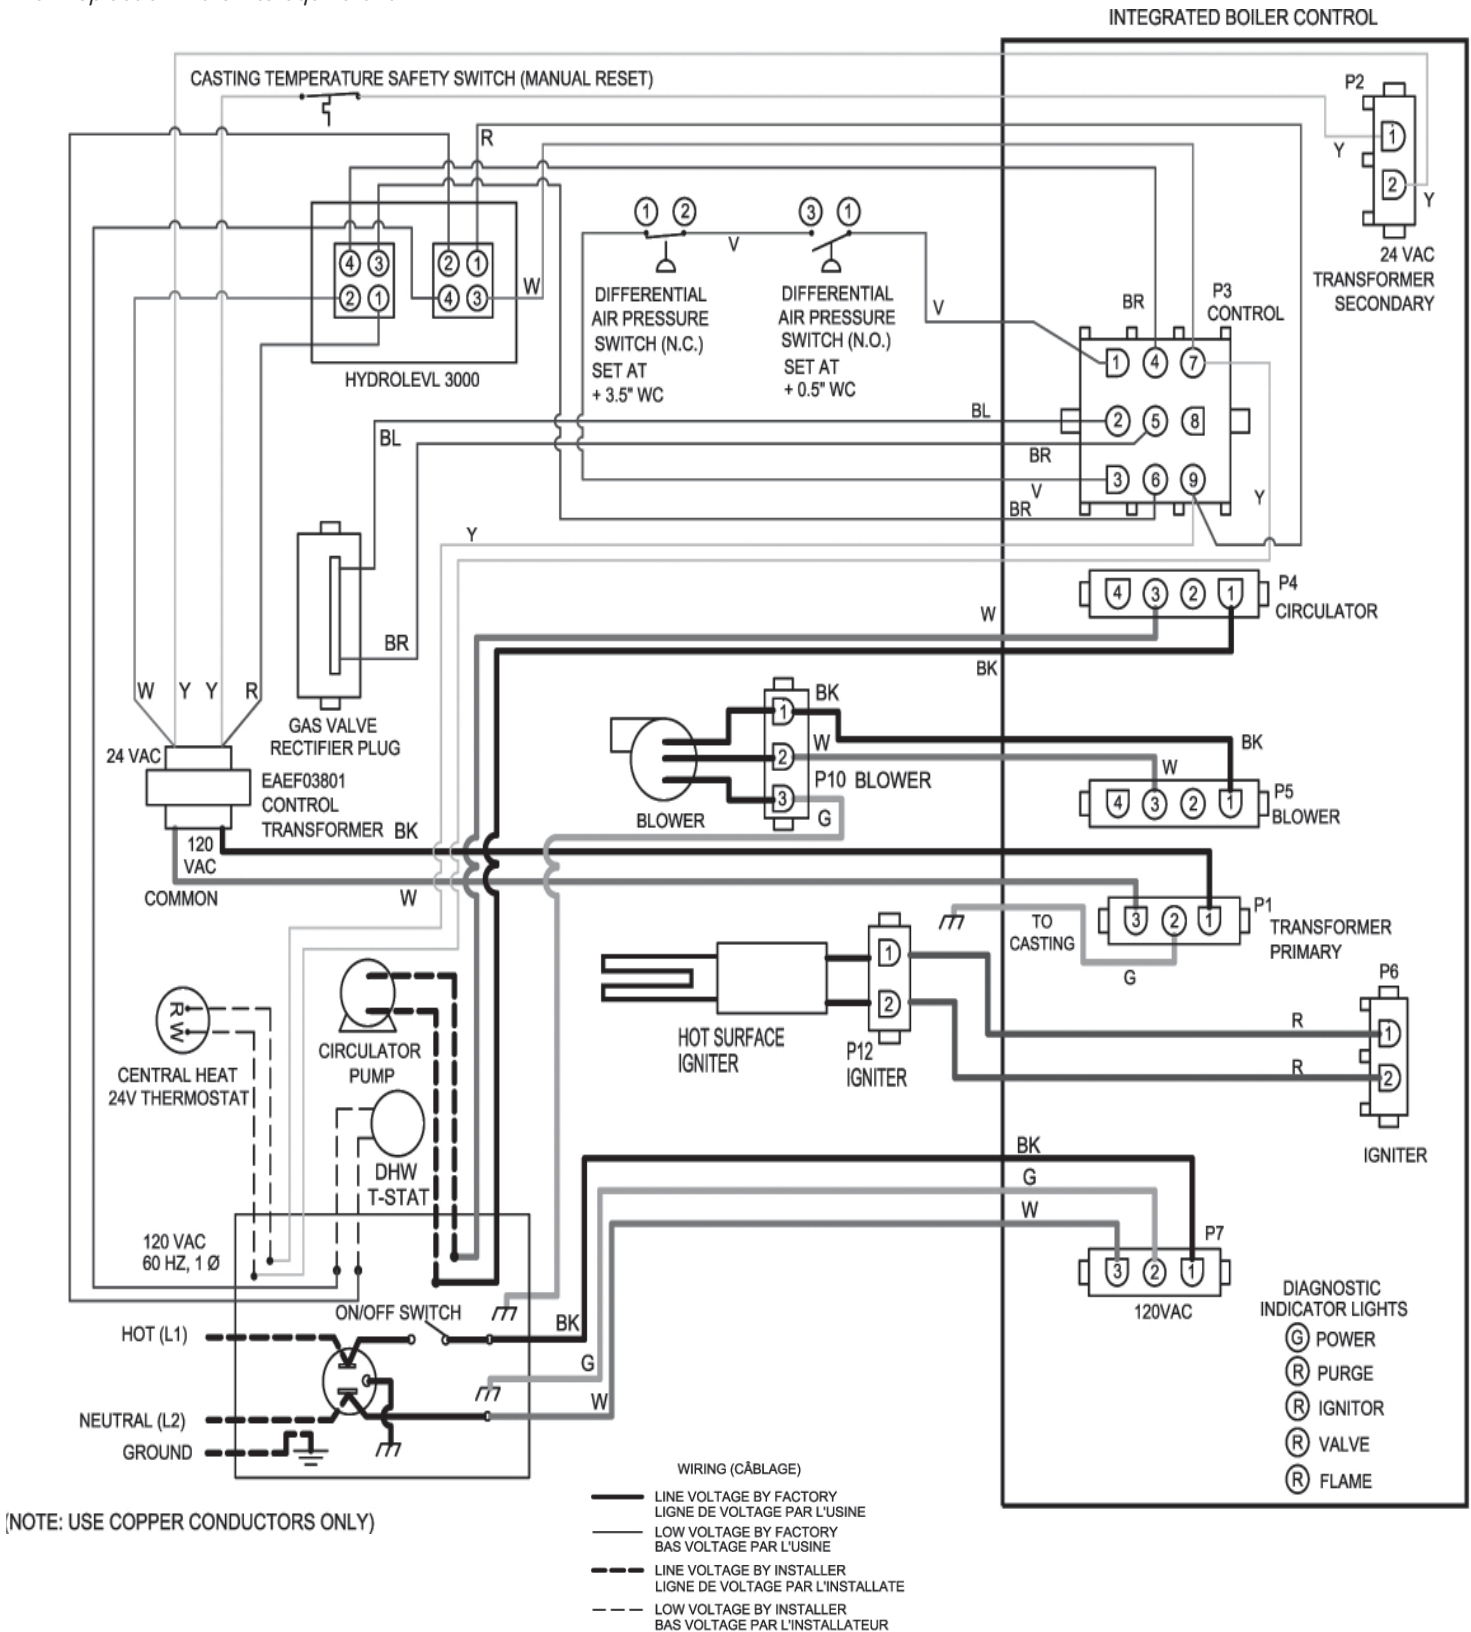 INTEGRATED BOILER CONTROL
CASTING TEMPERATURE SAFETY SWITCH (MANUAL RESET)
P2
1
Y
2
Y
24 VAC
TRANSFORMER
SECONDARY
R
4 3 2 1
2 1 4 3
W
HYDROLEVL 3000
1 2
V
3 1
DIFFERENTIAL
AIR PRESSURE
SWITCH (N.C.)
SET AT
+ 3.5" WC
DIFFERENTIAL
AIR PRESSURE
SWITCH (N.O.)
SET AT
+ 0.5" WC
V
BR
P3
CONTROL
1 4 7
2 5 8
3 6 9
BL
BL
BR
V
BR
Y
Y
BR
GAS VALVE
RECTIFIER PLUG
W Y Y R
24 VAC
EAEF03801
CONTROL
TRANSFORMER
BK
120
VAC
COMMON
W
P4
CIRCULATOR
4 3 2 1
W
BK
BLOWER
1
2
3
BK
W
P10 BLOWER
G
BK
W
4 3 2 1
P5
BLOWER
3 2 1
P1
TRANSFORMER
PRIMARY
TO
CASTING
G
HOT SURFACE
IGNITER
1
2
P12
IGNITER
R
R
P6
1
2
IGNITER
R
W
CENTRAL HEAT
24V THERMOSTAT
CIRCULATOR
PUMP
DHW
T-STAT
BK
G
W
P7
3 2 1
120VAC
120 VAC
60 HZ, 1 Ø
ON/OFF SWITCH
HOT (L1)
BK
G
W
NEUTRAL (L2)
GROUND
DIAGNOSTIC
INDICATOR LIGHTS
G POWER
R PURGE
R IGNITOR
R VALVE
R FLAME
(NOTE: USE COPPER CONDUCTORS ONLY)
WIRING (CÂBLAGE)
LINE VOLTAGE BY FACTORY
LIGNE DE VOLTAGE PAR L'USINE
LOW VOLTAGE BY FACTORY
BAS VOLTAGE PAR L'USINE
LINE VOLTAGE BY INSTALLER
LIGNE DE VOLTAGE PAR L'INSTALLATE
LOW VOLTAGE BY INSTALLER
BAS VOLTAGE PAR L'INSTALLATEUR